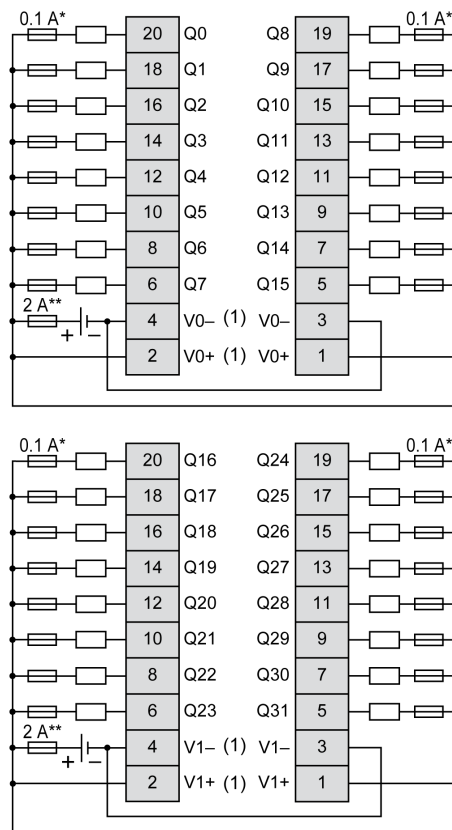 0.1 A* 20 Q0 Q8 19 0.1 A*
18 Q1 Q9 17
16 Q2 Q10 15
14 Q3 Q11 13
12 Q4 Q12 11
10 Q5 Q13 9
8 Q6 Q14 7
6 Q7 Q15 5
2 A** + − 4 V0− (1) V0− 3
2 V0+ (1) V0+ 1
0.1 A* 20 Q16 Q24 19 0.1 A*
18 Q17 Q25 17
16 Q18 Q26 15
14 Q19 Q27 13
12 Q20 Q28 11
10 Q21 Q29 9
8 Q22 Q30 7
6 Q23 Q31 5
2 A** + − 4 V1− (1) V1− 3
2 V1+ (1) V1+ 1